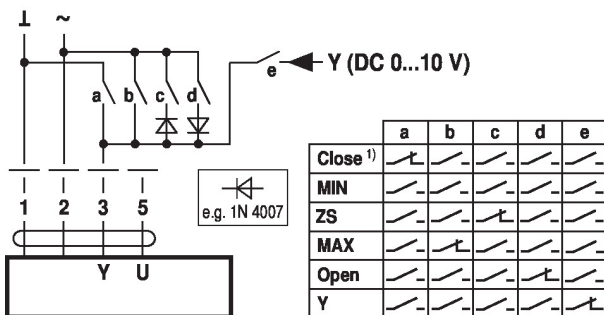 ⊥ ~
a b c d e Y (DC 0...10 V)
1 2 3 5
Y U
e.g. 1N 4007
a b c d e
Close 1)
MIN
ZS
MAX
Open
Y